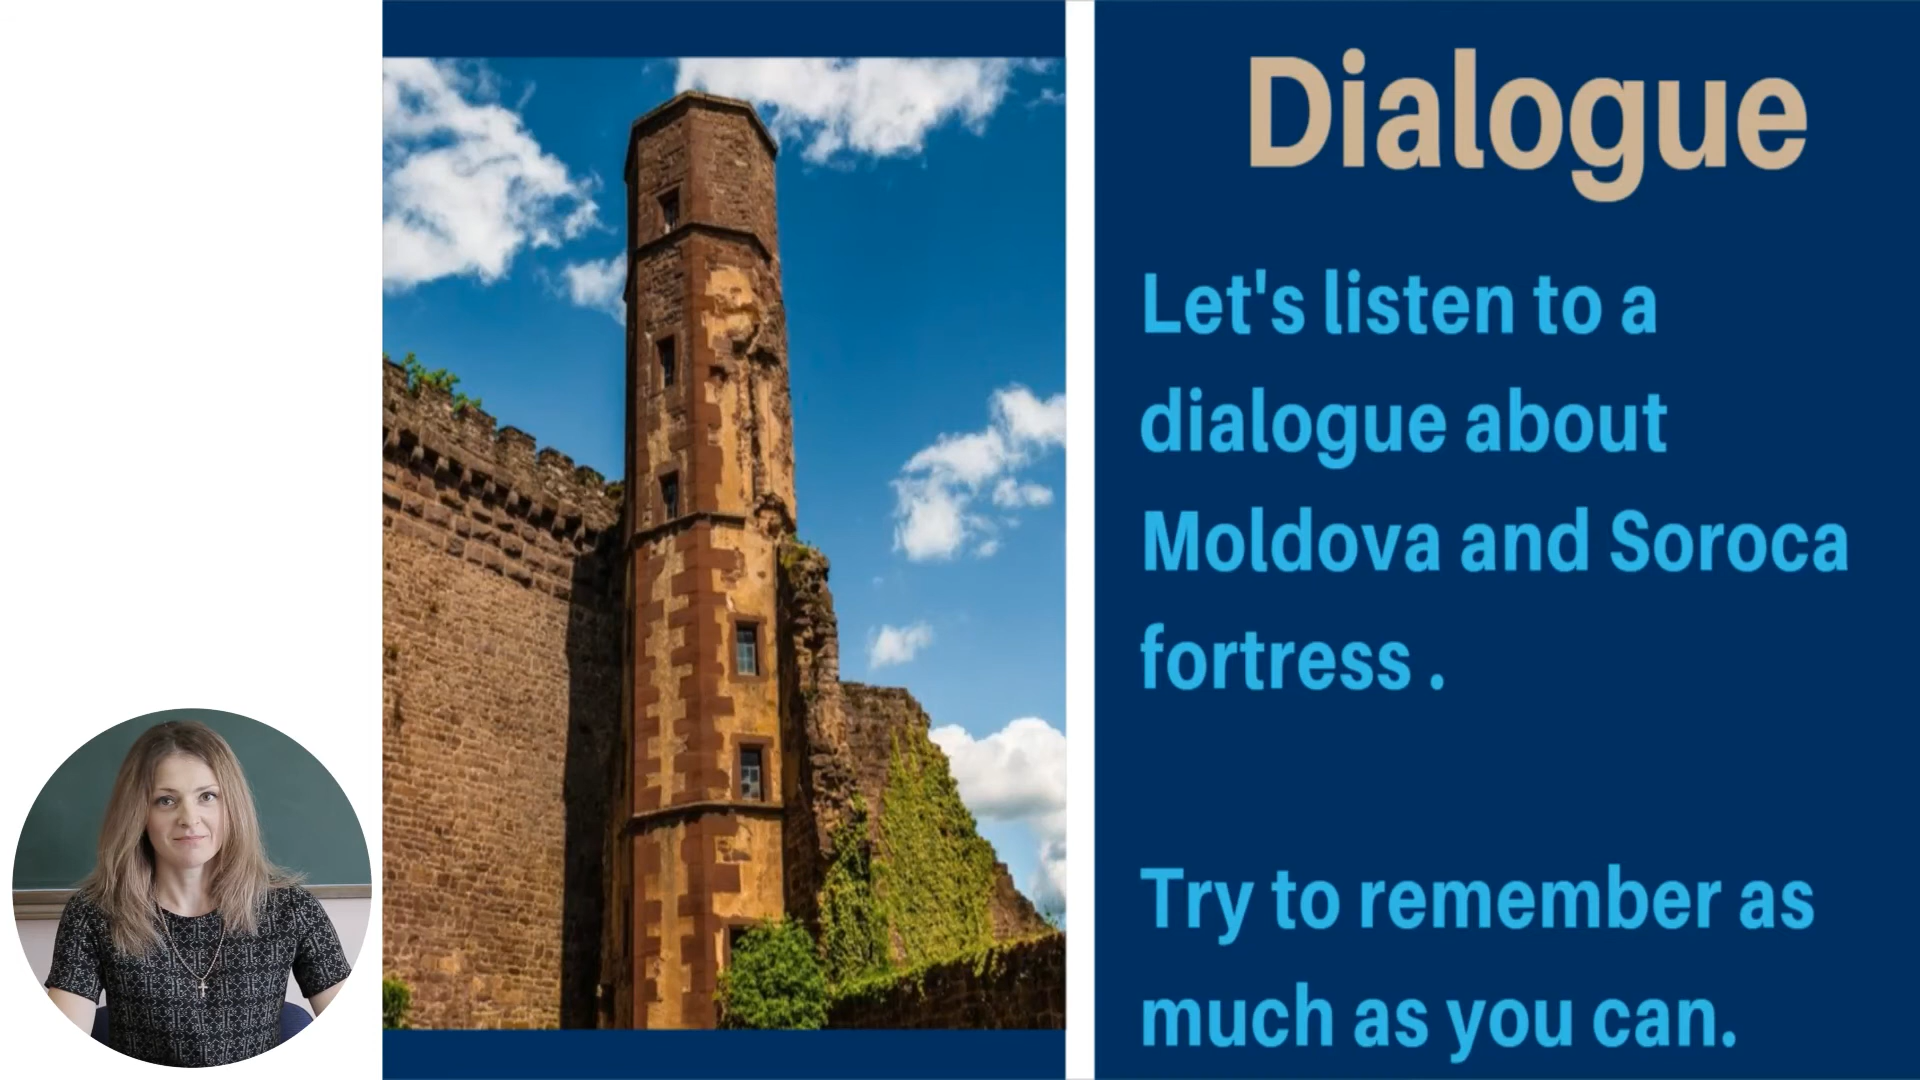 Dialogue
Let's listen to a
dialogue about
Moldova and Soroca
fortress .
Try to remember as
much as you can.